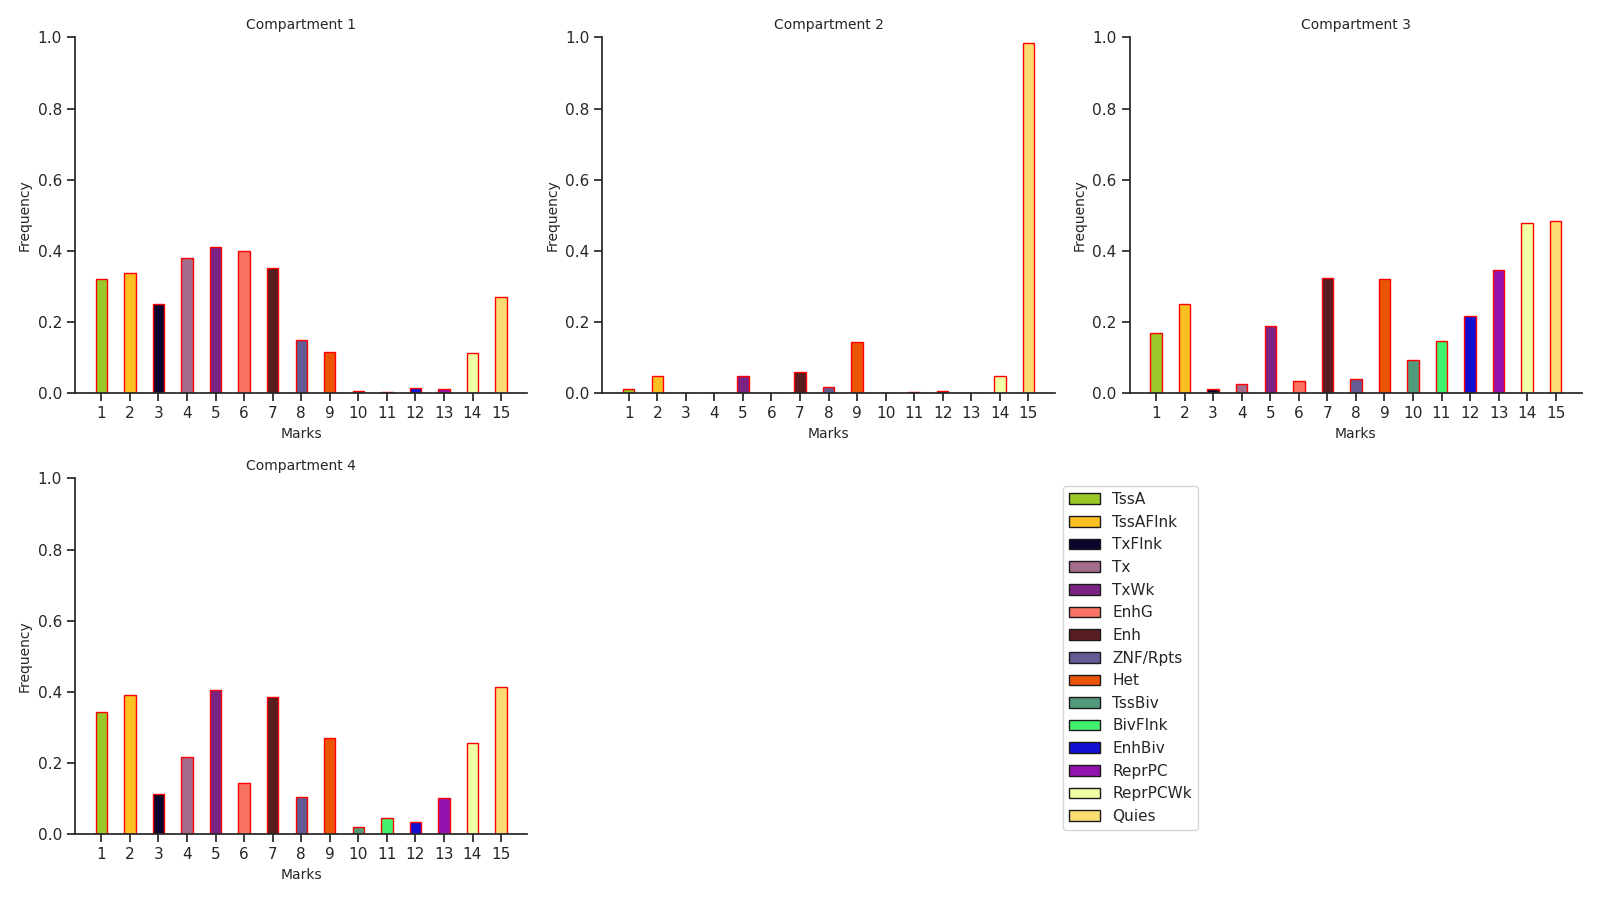 Compartment 1
1.0
0.8
0.6
0.4
0.2
0.0
Frequency
1 2 3 4 5 6 7 8 9 10 11 12 13 14 15
Marks
Compartment 2
1.0
0.8
0.6
0.4
0.2
0.0
Frequency
1 2 3 4 5 6 7 8 9 10 11 12 13 14 15
Marks
Compartment 3
1.0
0.8
0.6
0.4
0.2
0.0
Frequency
1 2 3 4 5 6 7 8 9 10 11 12 13 14 15
Marks
Compartment 4
1.0
0.8
0.6
0.4
0.2
0.0
Frequency
1 2 3 4 5 6 7 8 9 10 11 12 13 14 15
Marks
TssA
TssAFlnk
TxFlnk
Tx
TxWk
EnhG
Enh
ZNF/Rpts
Het
TssBiv
BivFlnk
EnhBiv
ReprPC
ReprPCWk
Quies